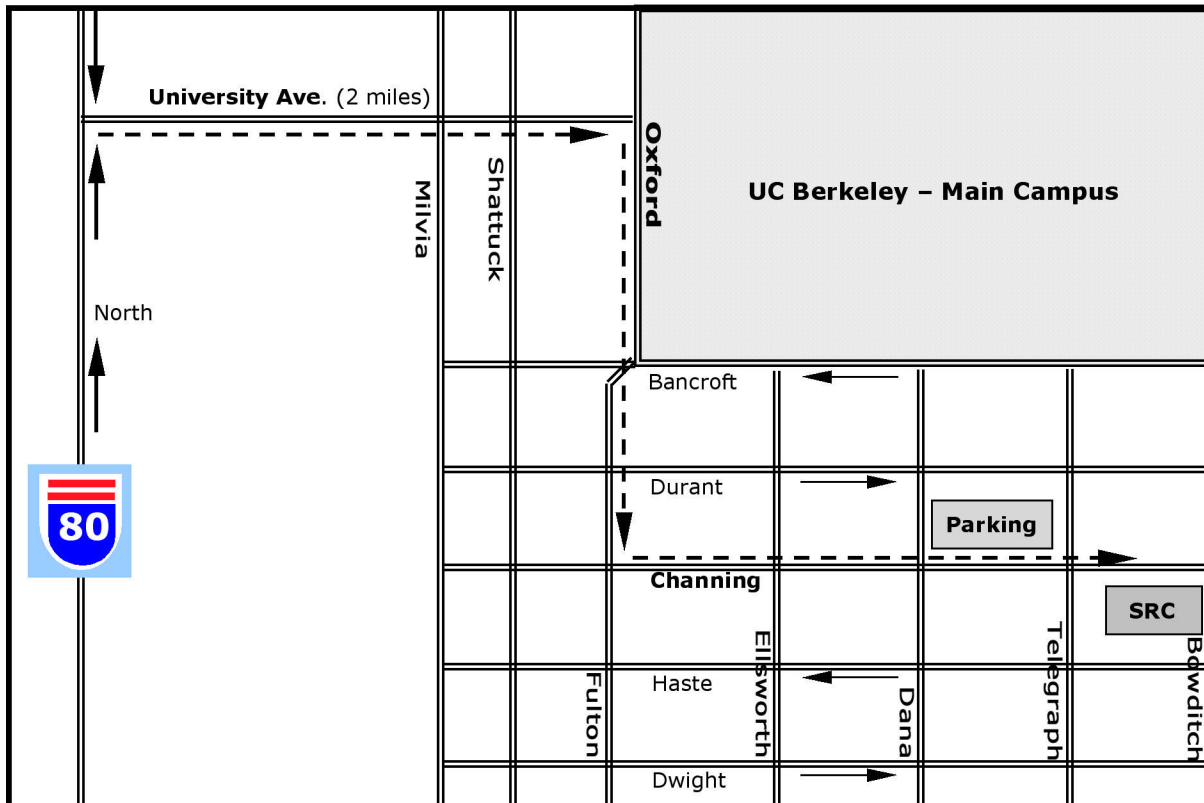 University Ave. (2 miles)
Oxford
Shattuck
Milvia
UC Berkeley – Main Campus
North
Bancroft
Durant
80
Parking
Channing
SRC
Ellsworth
Telegraph
Bowditch
Fulton
Haste
Dana
Dwight